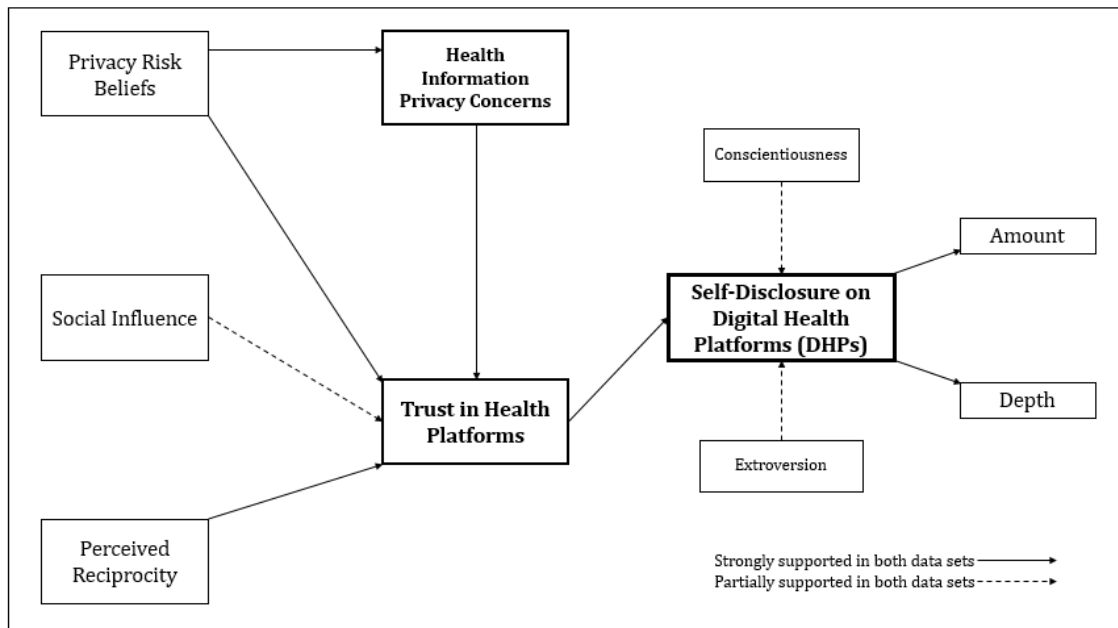 Privacy Risk
Beliefs
Health
Information
Privacy Concerns
Conscientiousness
Amount
Social Influence
Self-Disclosure on
Digital Health
Platforms (DHPs)
Trust in Health
Platforms
Depth
Extroversion
Perceived
Reciprocity
Strongly supported in both data sets
Partially supported in both data sets